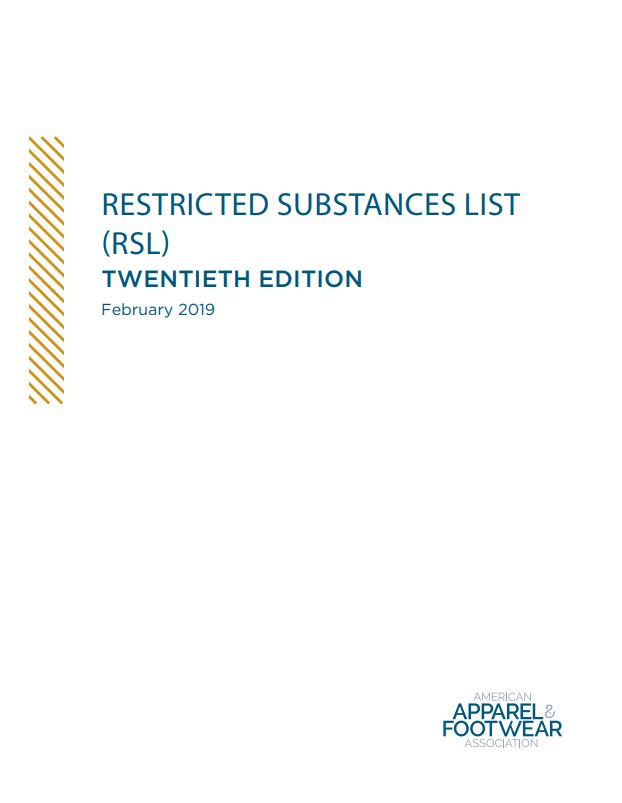 RESTRICTED SUBSTANCES LIST
(RSL)
TWENTIETH EDITION
February 2019
AMERICAN
APPAREL&
FOOTWEAR
ASSOCIATION